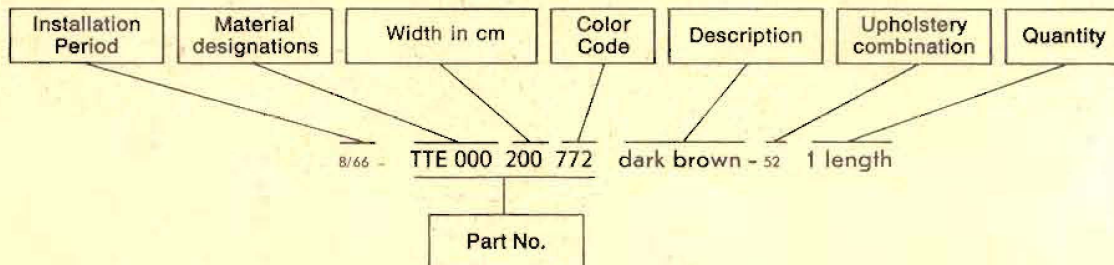 Installation Period
Material designations
Width in cm
Color Code
Description
Upholstery combination
Quantity
8/66 – TTE 000 200 772 dark brown – 52 1 length
Part No.